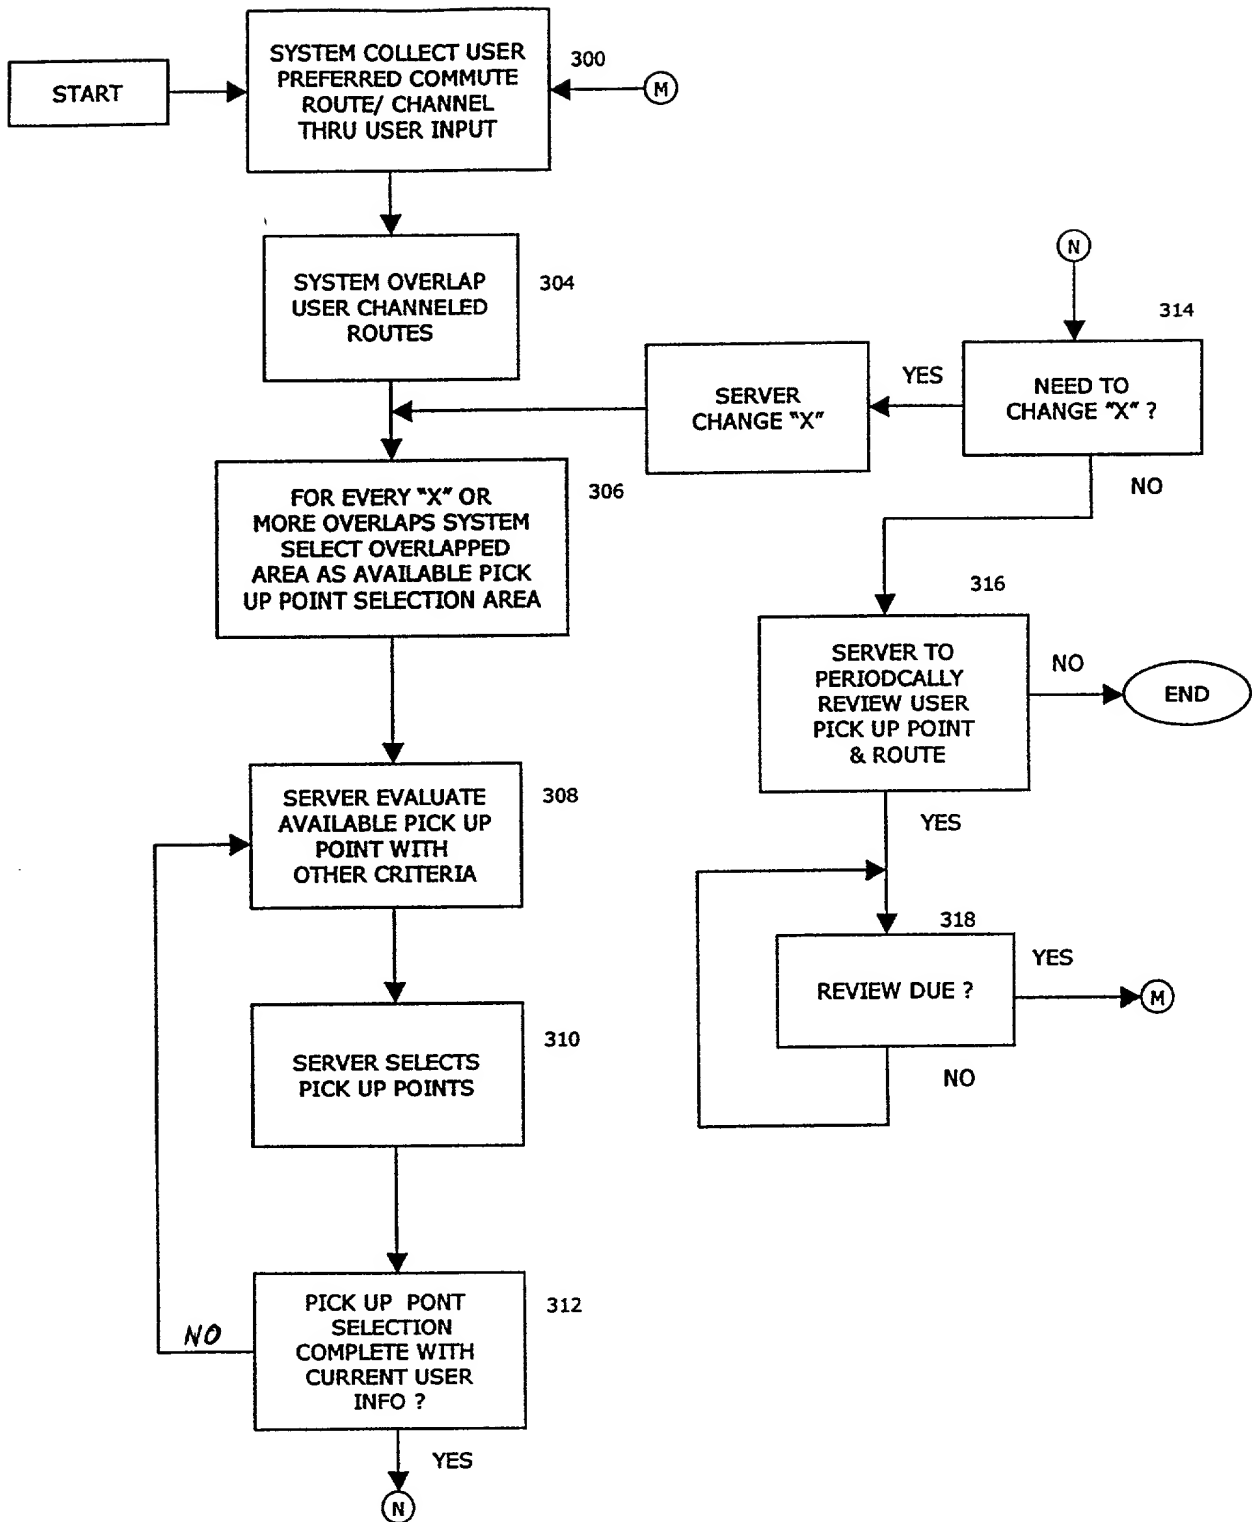 START
SYSTEM COLLECT USER
PREFERRED COMMUTE
ROUTE/ CHANNEL
THRU USER INPUT
300
M
SYSTEM OVERLAP
USER CHANNELED
ROUTES
304
N
314
NEED TO
CHANGE "X" ?
YES
SERVER
CHANGE "X"
NO
FOR EVERY "X" OR
MORE OVERLAPS SYSTEM
SELECT OVERLAPPED
AREA AS AVAILABLE PICK
UP POINT SELECTION AREA
306
316
SERVER TO
PERIODCALLY
REVIEW USER
PICK UP POINT
& ROUTE
NO
END
YES
SERVER EVALUATE
AVAILABLE PICK UP
POINT WITH
OTHER CRITERIA
308
318
REVIEW DUE ?
YES
M
NO
SERVER SELECTS
PICK UP POINTS
310
PICK UP PONT
SELECTION
COMPLETE WITH
CURRENT USER
INFO ?
312
NO
YES
N